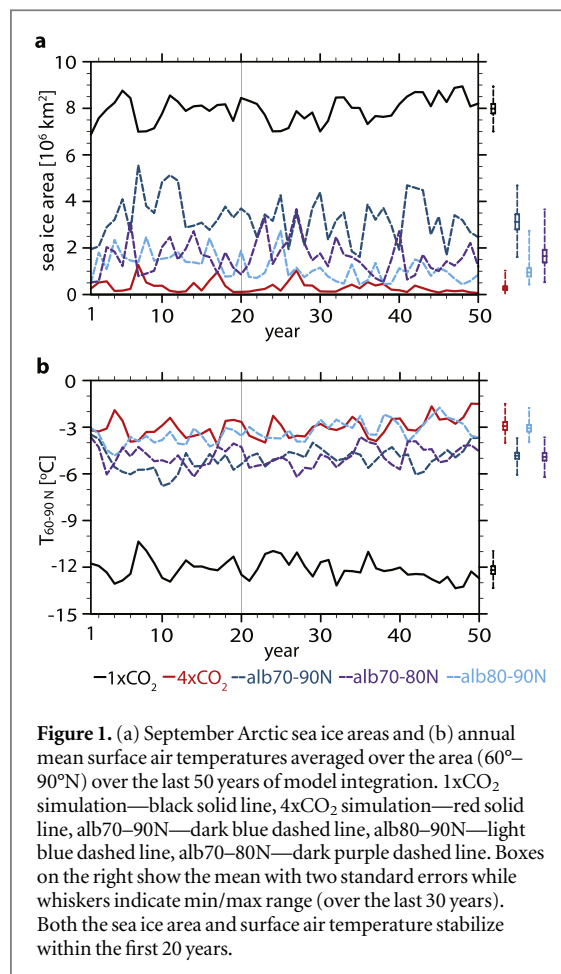 a
10
8
6
4
2
0
sea ice area [10⁶ km²]
1 10 20 30 40 50
year
b
0
-3
-6
-9
-12
-15
T60-90 N [°C]
1 10 20 30 40 50
year
1xCO₂ 4xCO₂ alb70-90N alb70-80N alb80-90N
Figure 1. (a) September Arctic sea ice areas and (b) annual
mean surface air temperatures averaged over the area (60°–
90°N) over the last 50 years of model integration. 1xCO₂
simulation—black solid line, 4xCO₂ simulation—red solid
line, alb70–90N—dark blue dashed line, alb80–90N—light
blue dashed line, alb70–80N—dark purple dashed line. Boxes
on the right show the mean with two standard errors while
whiskers indicate min/max range (over the last 30 years).
Both the sea ice area and surface air temperature stabilize
within the first 20 years.